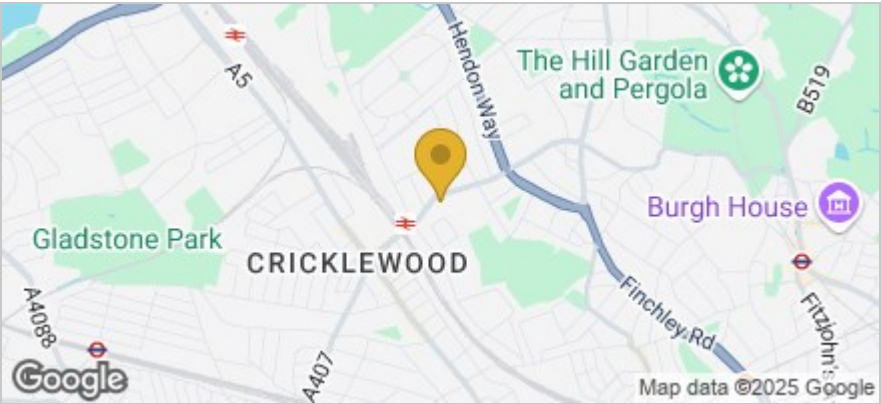 A5
Hendon Way
The Hill Garden
and Pergola
B519
Burgh House
Gladstone Park
CRICKLEWOOD
A4088
A407
Finchley Rd
Fitzjohn's
Google
Map data ©2025 Google